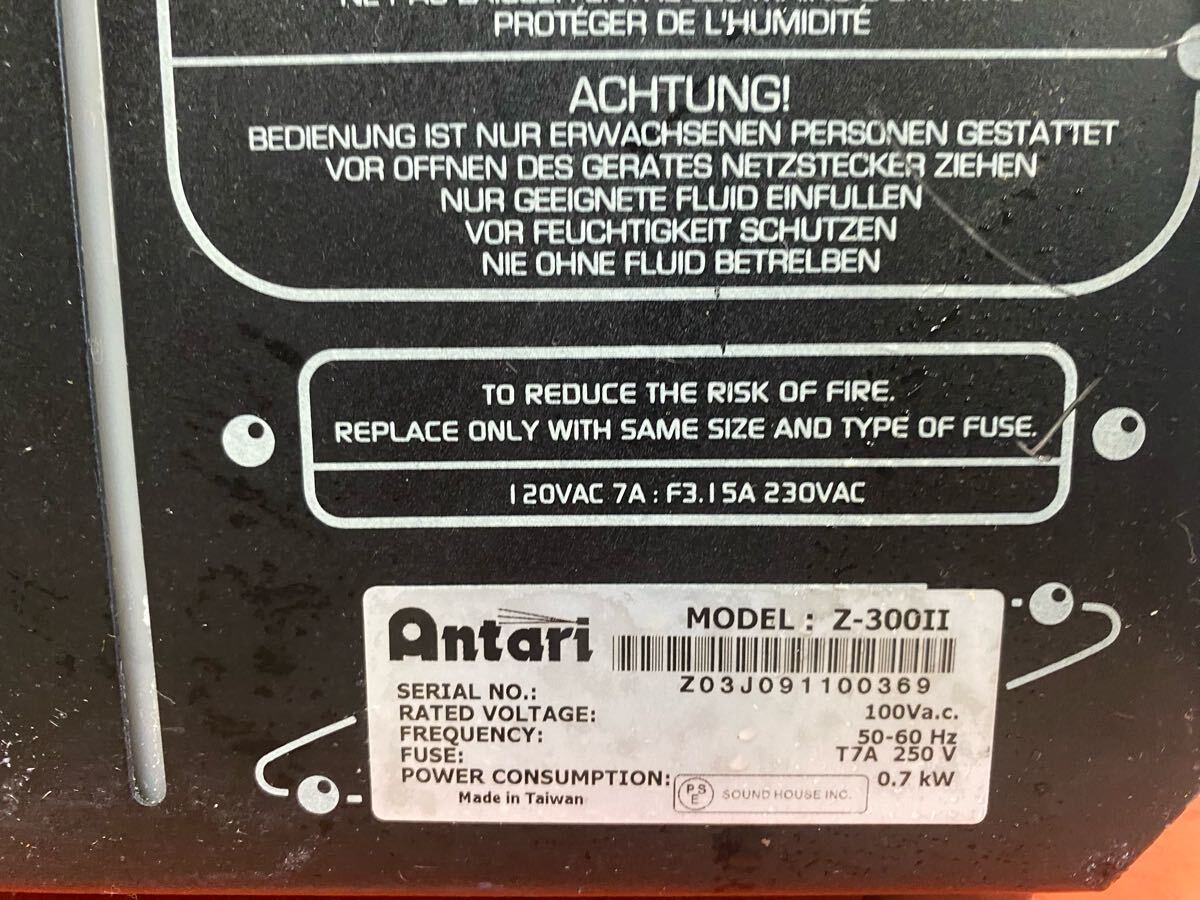 PROTÉGER DE L'HUMIDITÉ
ACHTUNG!
BEDIENUNG IST NUR ERWACHSENEN PERSONEN GESTATTET
VOR OFFNEN DES GERATES NETZSTECKER ZIEHEN
NUR GEEIGNETE FLUID EINFULLEN
VOR FEUCHTIGKEIT SCHUTZEN
NIE OHNE FLUID BETRELBEN
TO REDUCE THE RISK OF FIRE.
REPLACE ONLY WITH SAME SIZE AND TYPE OF FUSE.
120VAC 7A : F3.15A 230VAC
Antari MODEL : Z-300II
Z03J091100369
SERIAL NO.:
RATED VOLTAGE: 100Va.c.
FREQUENCY: 50-60 Hz
FUSE: T7A 250 V
POWER CONSUMPTION: 0.7 kW
Made in Taiwan PSE SOUND HOUSE INC.